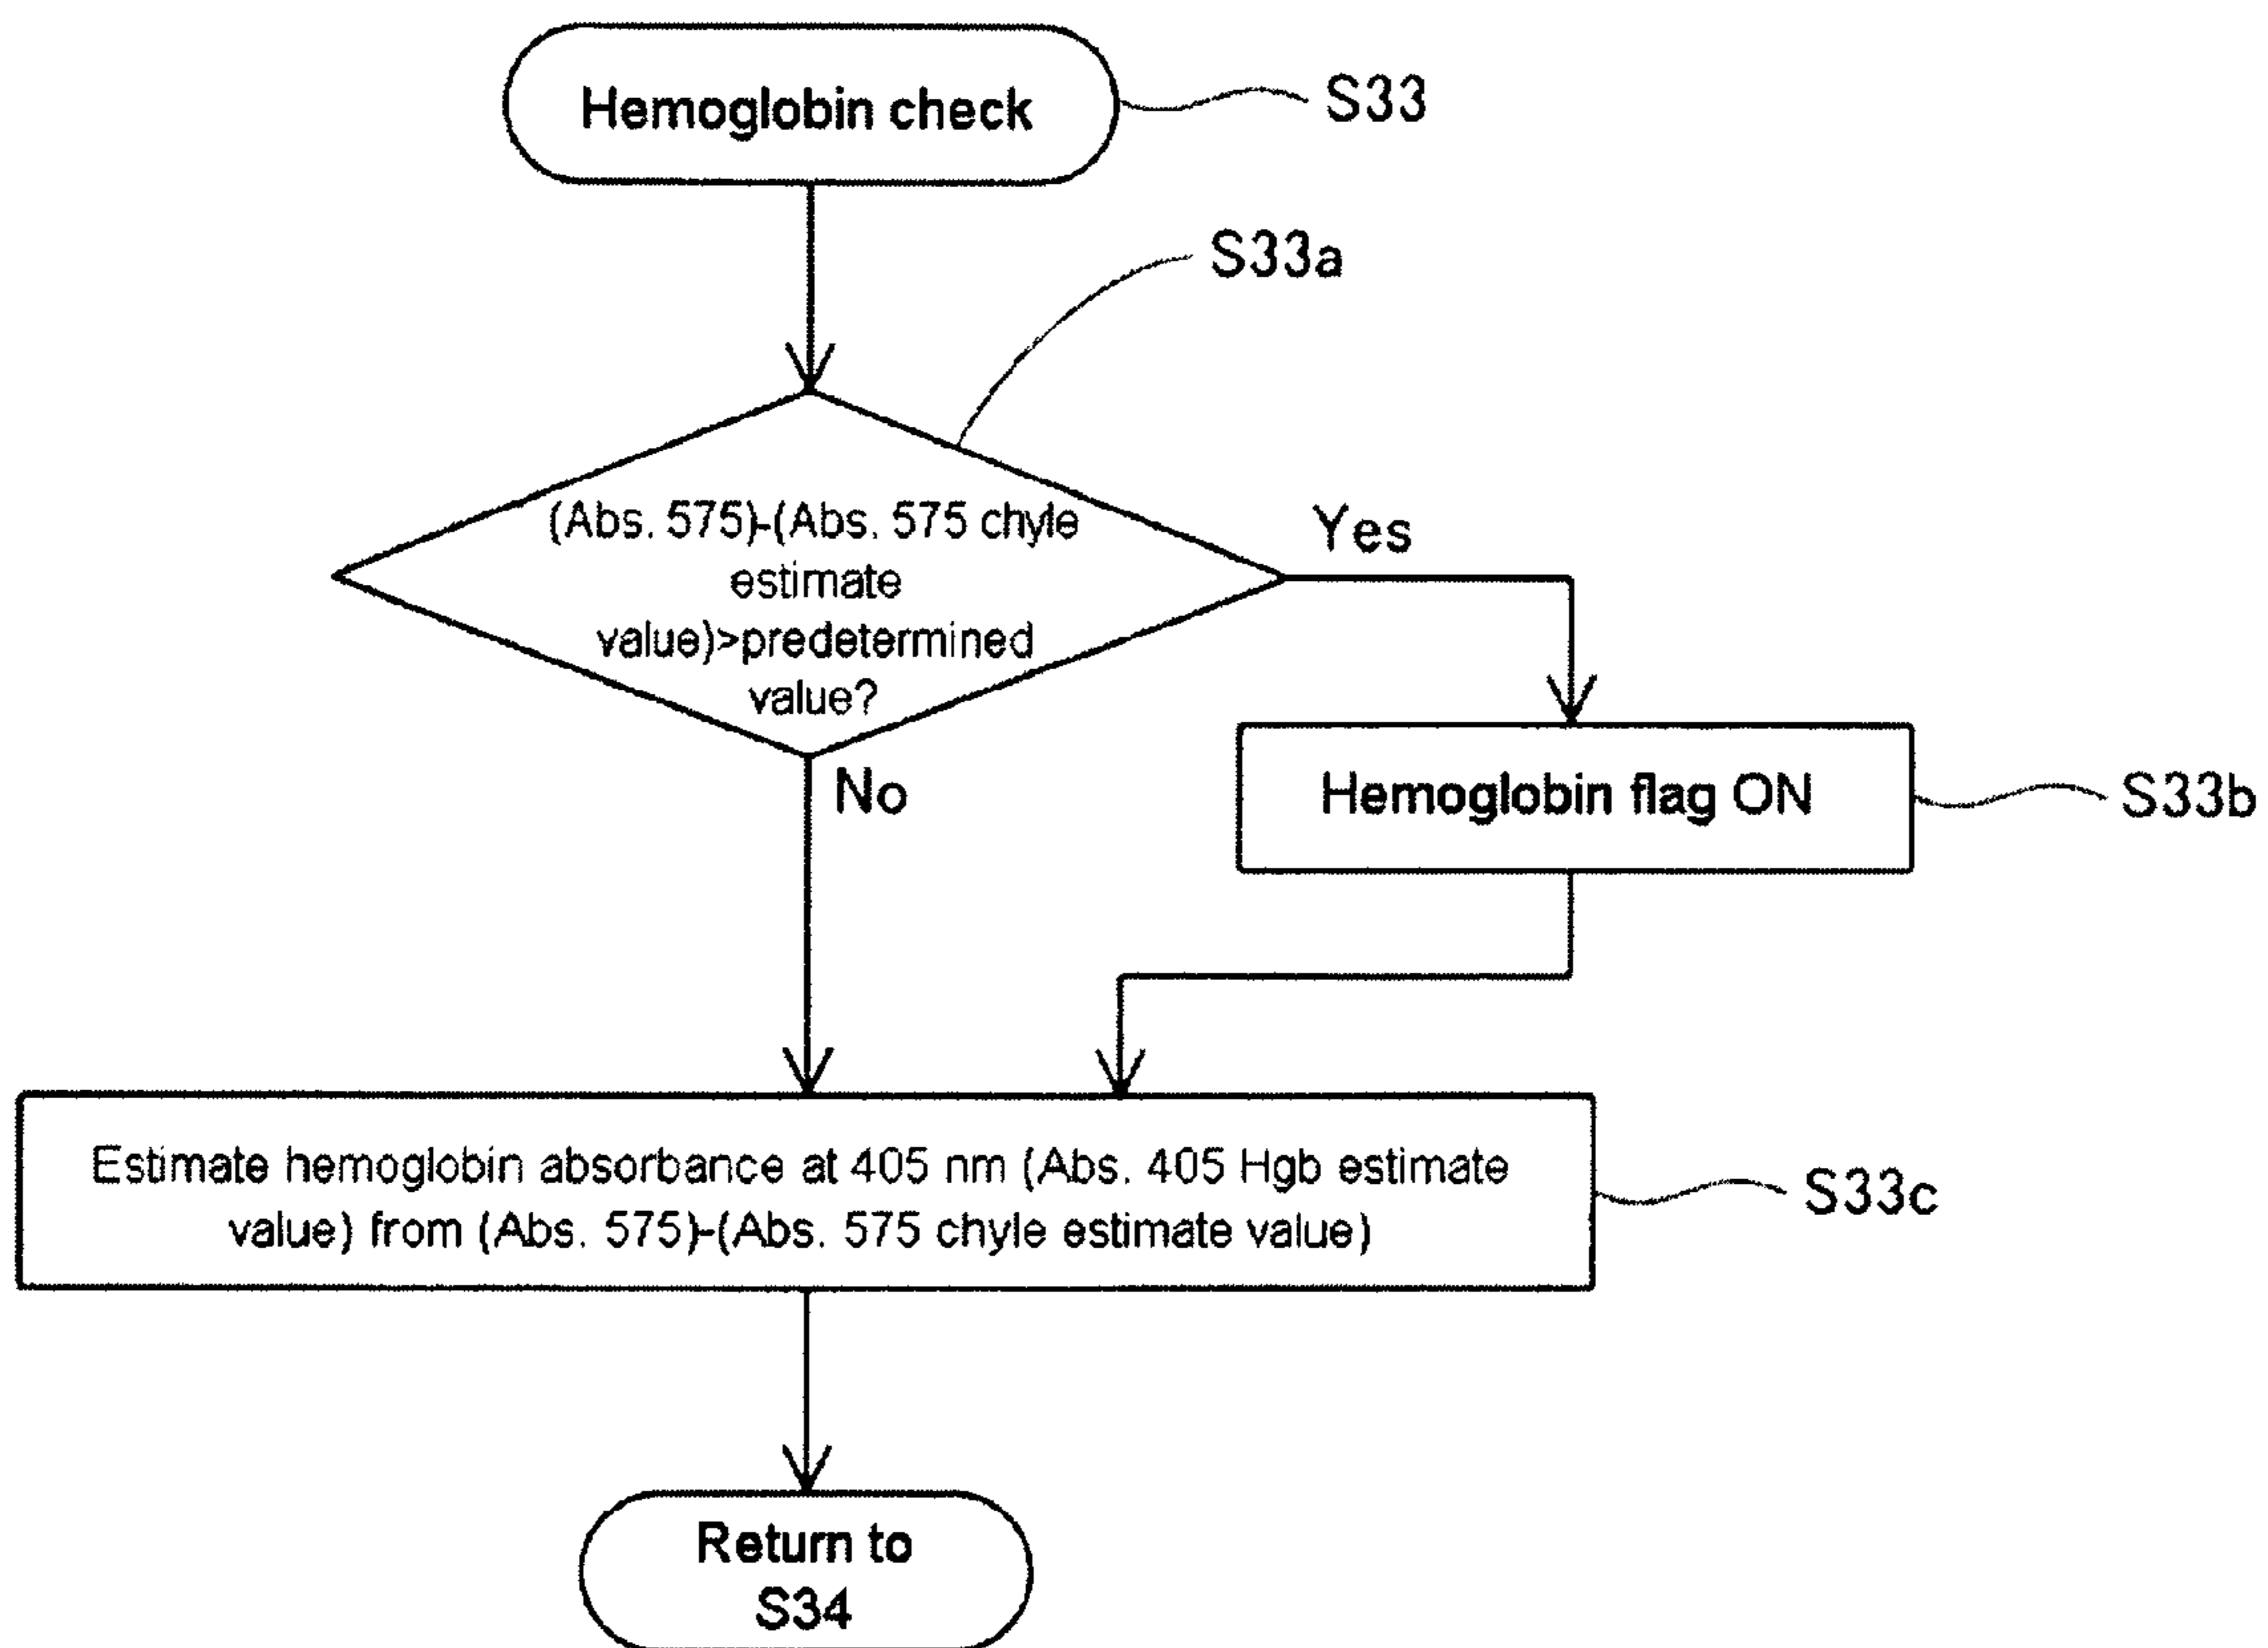 Hemoglobin check
S33
S33a
(Abs. 575)-(Abs. 575 chyle
estimate
value)>predetermined
value?
Yes
No
Hemoglobin flag ON
S33b
Estimate hemoglobin absorbance at 405 nm (Abs. 405 Hgb estimate
value) from (Abs. 575)-(Abs. 575 chyle estimate value)
S33c
Return to
S34